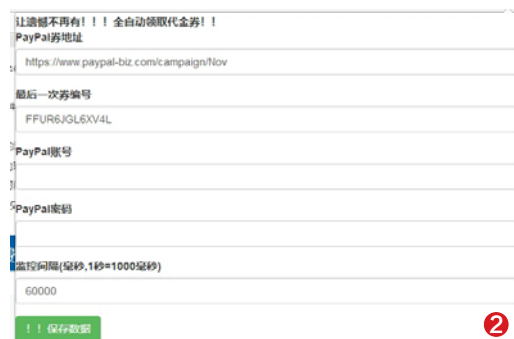 让遗憾不再有！！！全自动领取代金券！！
PayPal券地址
https://www.paypal-biz.com/campaign/Nov
最后一次券编号
FFUR6JGL6XV4L
PayPal账号
PayPal密码
监控间隔(毫秒,1秒=1000毫秒)
60000
！！保存数据
2